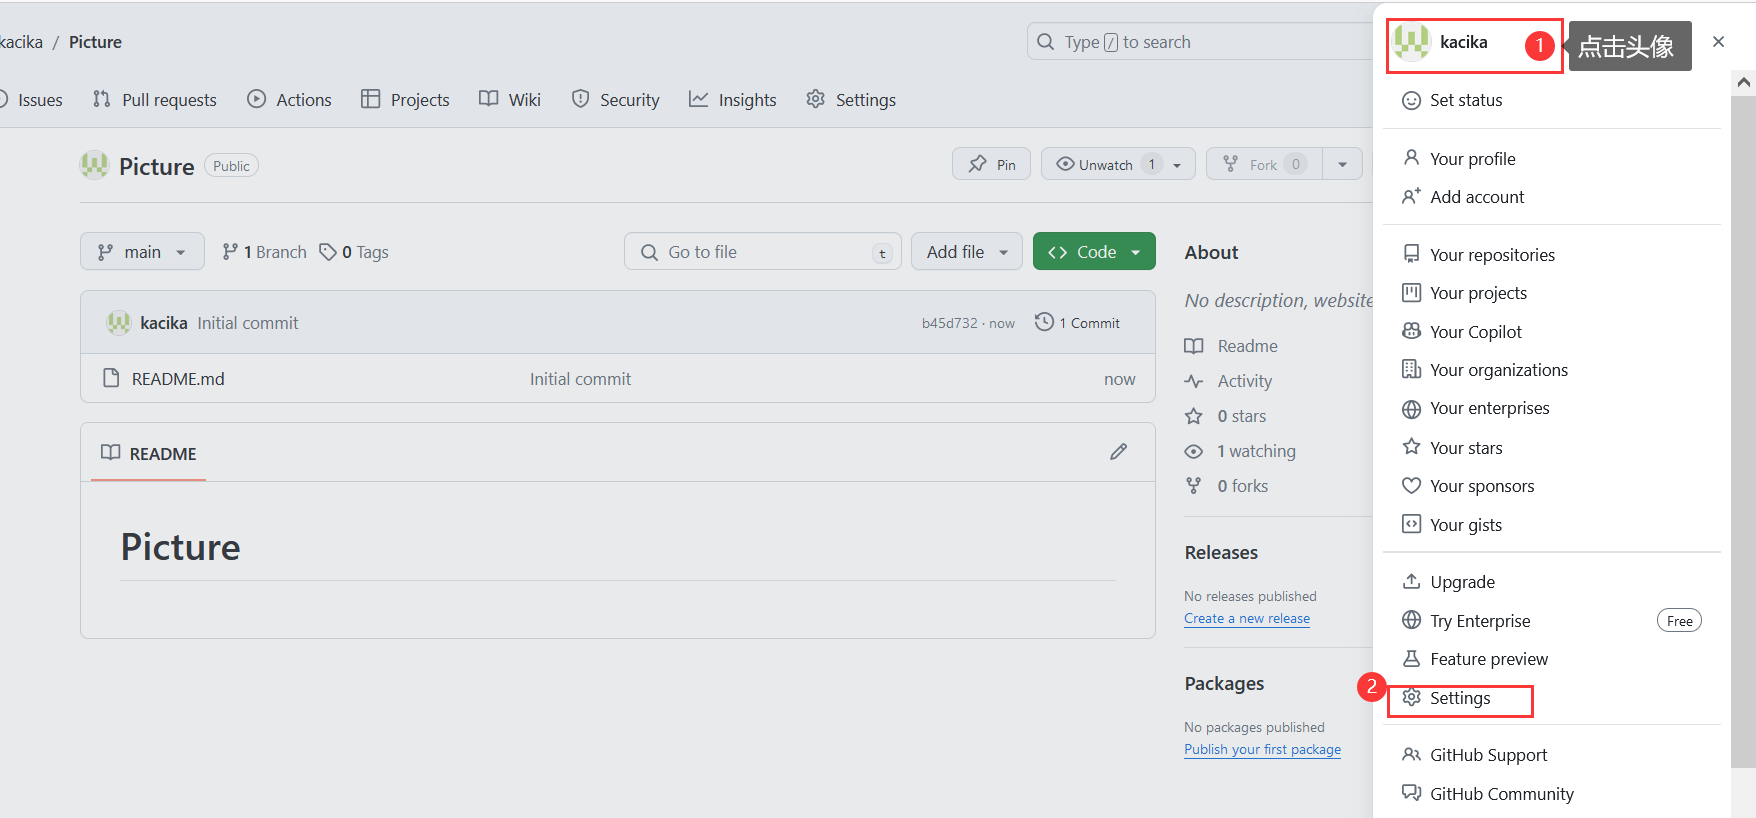 kacika / Picture
Type / to search
Issues
Pull requests
Actions
Projects
Wiki
Security
Insights
Settings
Picture
Public
Pin
Unwatch 1
Fork 0
main
1 Branch
0 Tags
Go to file
t
Add file
Code
kacika Initial commit
b45d732 · now
1 Commit
README.md
Initial commit
now
README
Picture
About
No description, website
Readme
Activity
0 stars
1 watching
0 forks
Releases
No releases published
Create a new release
Packages
No packages published
Publish your first package
kacika
1
点击头像
Set status
Your profile
Add account
Your repositories
Your projects
Your Copilot
Your organizations
Your enterprises
Your stars
Your sponsors
Your gists
Upgrade
Try Enterprise
Free
Feature preview
2
Settings
GitHub Support
GitHub Community